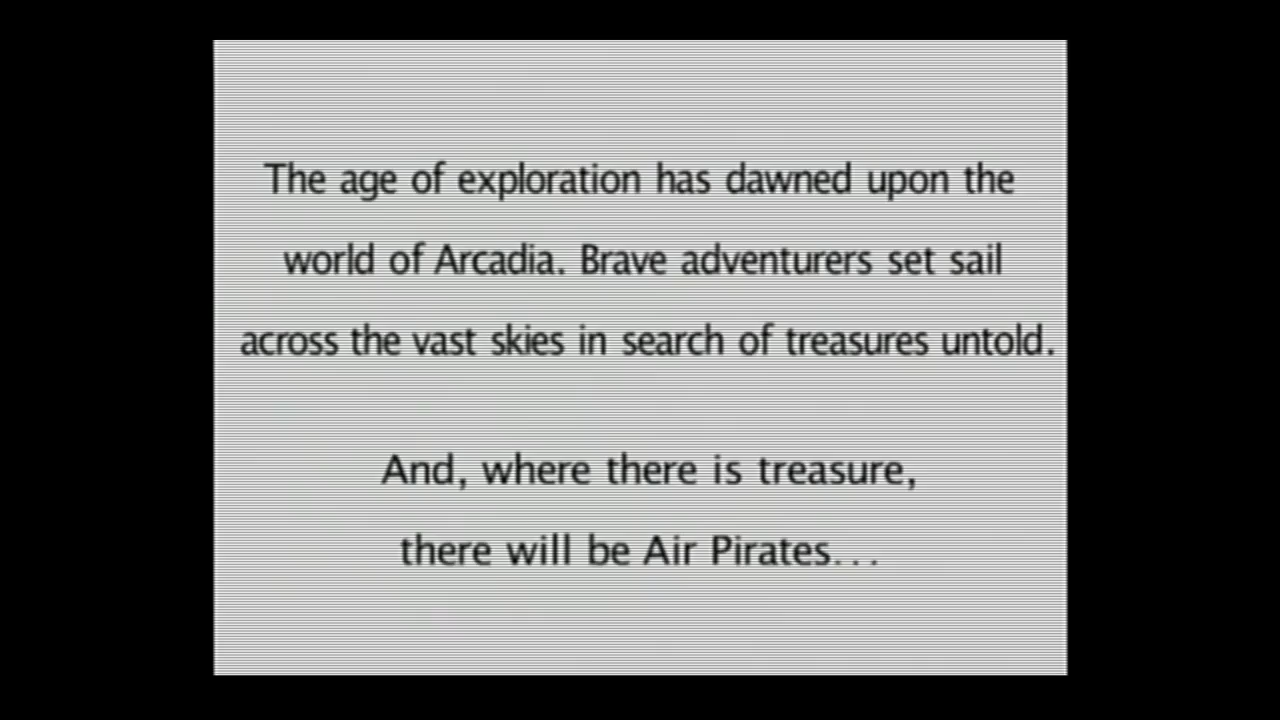 The age of exploration has dawned upon the
world of Arcadia. Brave adventurers set sail
across the vast skies in search of treasures untold.
And, where there is treasure,
there will be Air Pirates...